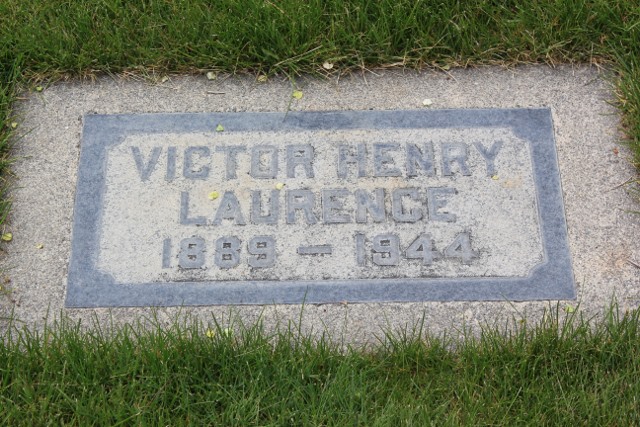 VICTOR HENRY
LAURENCE
1889 – 1944